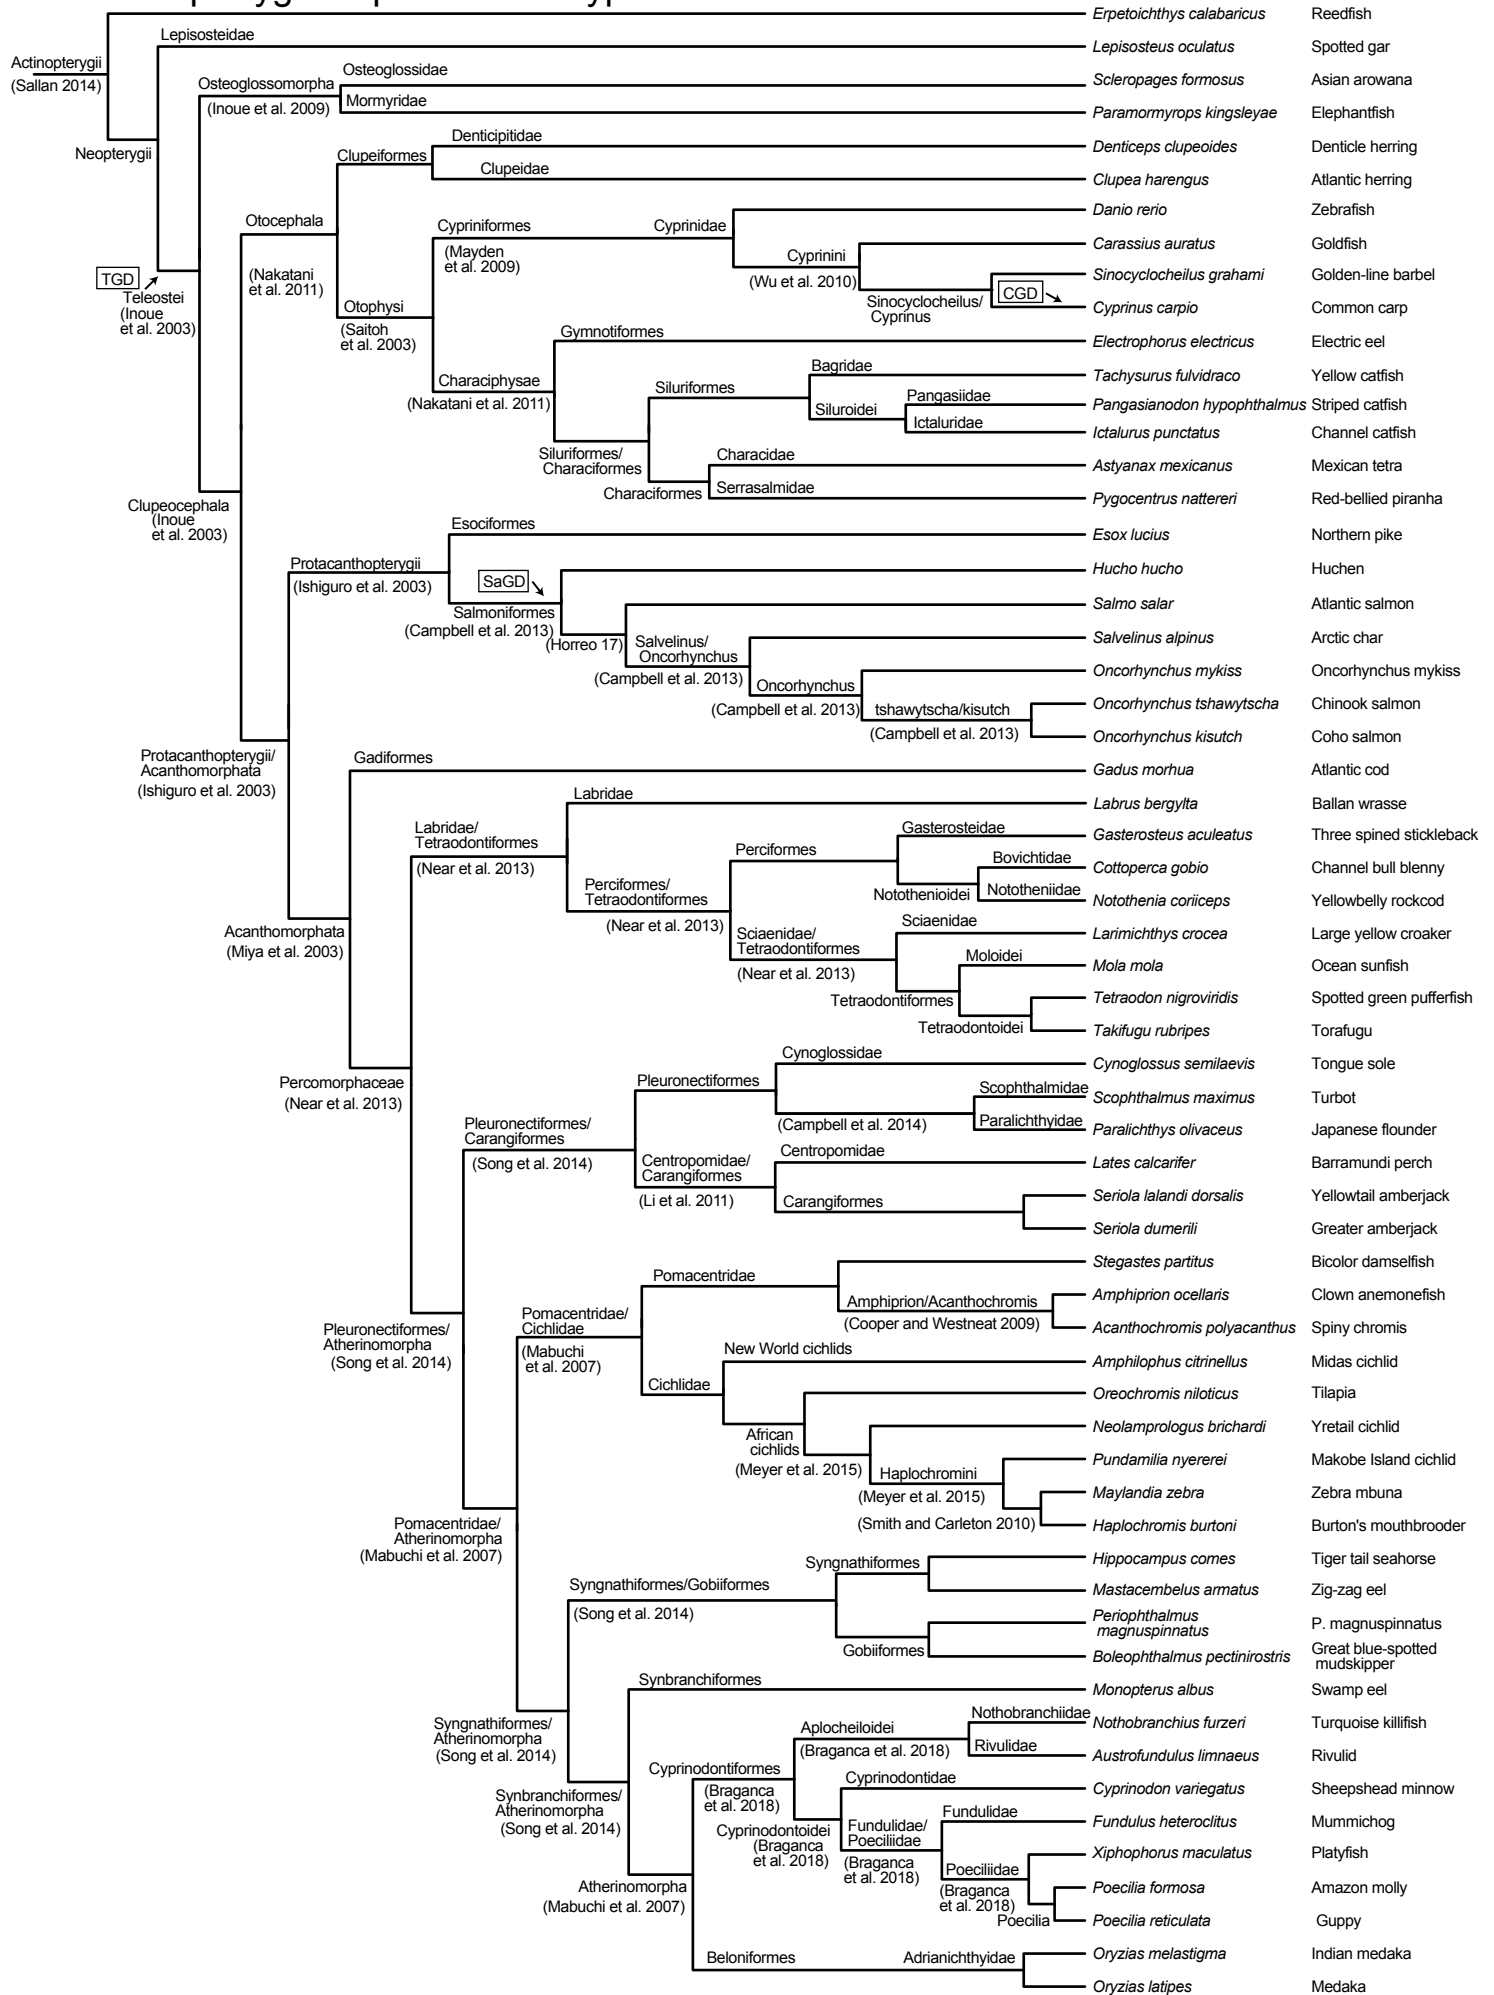 Erpetoichthys calabaricus Reedfish
Lepisosteidae
Lepisosteus oculatus Spotted gar
Actinopterygii
(Sallan 2014)
Osteoglossidae
Osteoglossomorpha
Scleropages formosus Asian arowana
(Inoue et al. 2009)
Mormyridae
Paramormyrops kingsleyae Elephantfish
Neopterygii
Denticipitidae
Denticeps clupeoides Denticle herring
Clupeiformes
Clupeidae
Clupea harengus Atlantic herring
Otocephala
Cypriniformes
Cyprinidae
Danio rerio Zebrafish
(Mayden
et al. 2009)
Cyprinini
Carassius auratus Goldfish
(Nakatani
et al. 2011)
(Wu et al. 2010)
Sinocyclocheilus grahami Golden-line barbel
TGD
Teleostei
(Inoue
et al. 2003)
Otophysi
(Saitoh
et al. 2003)
Sinocyclocheilus/
Cyprinus
CGD
Cyprinus carpio Common carp
Gymnotiformes
Electrophorus electricus Electric eel
Characiphysae
(Nakatani et al. 2011)
Siluriformes
Bagridae
Tachysurus fulvidraco Yellow catfish
Siluroidei
Pangasiidae
Pangasianodon hypophthalmus Striped catfish
Ictaluridae
Ictalurus punctatus Channel catfish
Siluriformes/
Characiformes
Characidae
Astyanax mexicanus Mexican tetra
Characiformes
Serrasalmidae
Pygocentrus nattereri Red-bellied piranha
Clupeocephala
(Inoue
et al. 2003)
Esociformes
Esox lucius Northern pike
Protacanthopterygii
(Ishiguro et al. 2003)
SaGD
Hucho hucho Huchen
Salmoniformes
(Campbell et al. 2013)
Salmo salar Atlantic salmon
(Horreo 17)
Salvelinus/
Oncorhynchus
(Campbell et al. 2013)
Salvelinus alpinus Arctic char
Oncorhynchus
(Campbell et al. 2013)
Oncorhynchus mykiss Oncorhynchus mykiss
tshawytscha/kisutch
(Campbell et al. 2013)
Oncorhynchus tshawytscha Chinook salmon
Oncorhynchus kisutch Coho salmon
Protacanthopterygii/
Acanthomorphata
(Ishiguro et al. 2003)
Gadiformes
Gadus morhua Atlantic cod
Labridae
Labrus bergylta Ballan wrasse
Labridae/
Tetraodontiformes
(Near et al. 2013)
Perciformes
Gasterosteidae
Gasterosteus aculeatus Three spined stickleback
Bovichtidae
Cottoperca gobio Channel bull blenny
Perciformes/
Tetraodontiformes
(Near et al. 2013)
Notothenioidei
Nototheniidae
Notothenia coriiceps Yellowbelly rockcod
Acanthomorphata
(Miya et al. 2003)
Sciaenidae/
Tetraodontiformes
(Near et al. 2013)
Sciaenidae
Larimichthys crocea Large yellow croaker
Moloidei
Mola mola Ocean sunfish
Tetraodontiformes
Tetraodon nigroviridis Spotted green pufferfish
Tetraodontoidei
Takifugu rubripes Torafugu
Percomorphaceae
(Near et al. 2013)
Cynoglossidae
Cynoglossus semilaevis Tongue sole
Pleuronectiformes
Scophthalmidae
Scophthalmus maximus Turbot
(Campbell et al. 2014)
Paralichthyidae
Paralichthys olivaceus Japanese flounder
Pleuronectiformes/
Carangiformes
(Song et al. 2014)
Centropomidae/
Carangiformes
(Li et al. 2011)
Centropomidae
Lates calcarifer Barramundi perch
Carangiformes
Seriola lalandi dorsalis Yellowtail amberjack
Seriola dumerili Greater amberjack
Stegastes partitus Bicolor damselfish
Pomacentridae
Amphiprion/Acanthochromis
(Cooper and Westneat 2009)
Amphiprion ocellaris Clown anemonefish
Acanthochromis polyacanthus Spiny chromis
Pleuronectiformes/
Atherinomorpha
(Song et al. 2014)
Pomacentridae/
Cichlidae
(Mabuchi
et al. 2007)
New World cichlids
Amphilophus citrinellus Midas cichlid
Cichlidae
Oreochromis niloticus Tilapia
African
cichlids
(Meyer et al. 2015)
Neolamprologus brichardi Yretail cichlid
Haplochromini
(Meyer et al. 2015)
Pundamilia nyererei Makobe Island cichlid
Maylandia zebra Zebra mbuna
(Smith and Carleton 2010)
Haplochromis burtoni Burton's mouthbrooder
Pomacentridae/
Atherinomorpha
(Mabuchi et al. 2007)
Syngnathiformes
Hippocampus comes Tiger tail seahorse
Syngnathiformes/Gobiiformes
(Song et al. 2014)
Mastacembelus armatus Zig-zag eel
Periophthalmus
magnuspinnatus
P. magnuspinnatus
Gobiiformes
Boleophthalmus pectinirostris Great blue-spotted
mudskipper
Synbranchiformes
Monopterus albus Swamp eel
Syngnathiformes/
Atherinomorpha
(Song et al. 2014)
Aplocheiloidei
(Braganca et al. 2018)
Nothobranchiidae
Nothobranchius furzeri Turquoise killifish
Rivulidae
Austrofundulus limnaeus Rivulid
Cyprinodontiformes
(Braganca
et al. 2018)
Cyprinodontidae
Cyprinodon variegatus Sheepshead minnow
Synbranchiformes/
Atherinomorpha
(Song et al. 2014)
Cyprinodontoidei
(Braganca
et al. 2018)
Fundulidae/
Poeciliidae
(Braganca
et al. 2018)
Fundulidae
Fundulus heteroclitus Mummichog
Xiphophorus maculatus Platyfish
Poeciliidae
(Braganca
et al. 2018)
Poecilia formosa Amazon molly
Atherinomorpha
(Mabuchi et al. 2007)
Poecilia
Poecilia reticulata Guppy
Beloniformes
Adrianichthyidae
Oryzias melastigma Indian medaka
Oryzias latipes Medaka